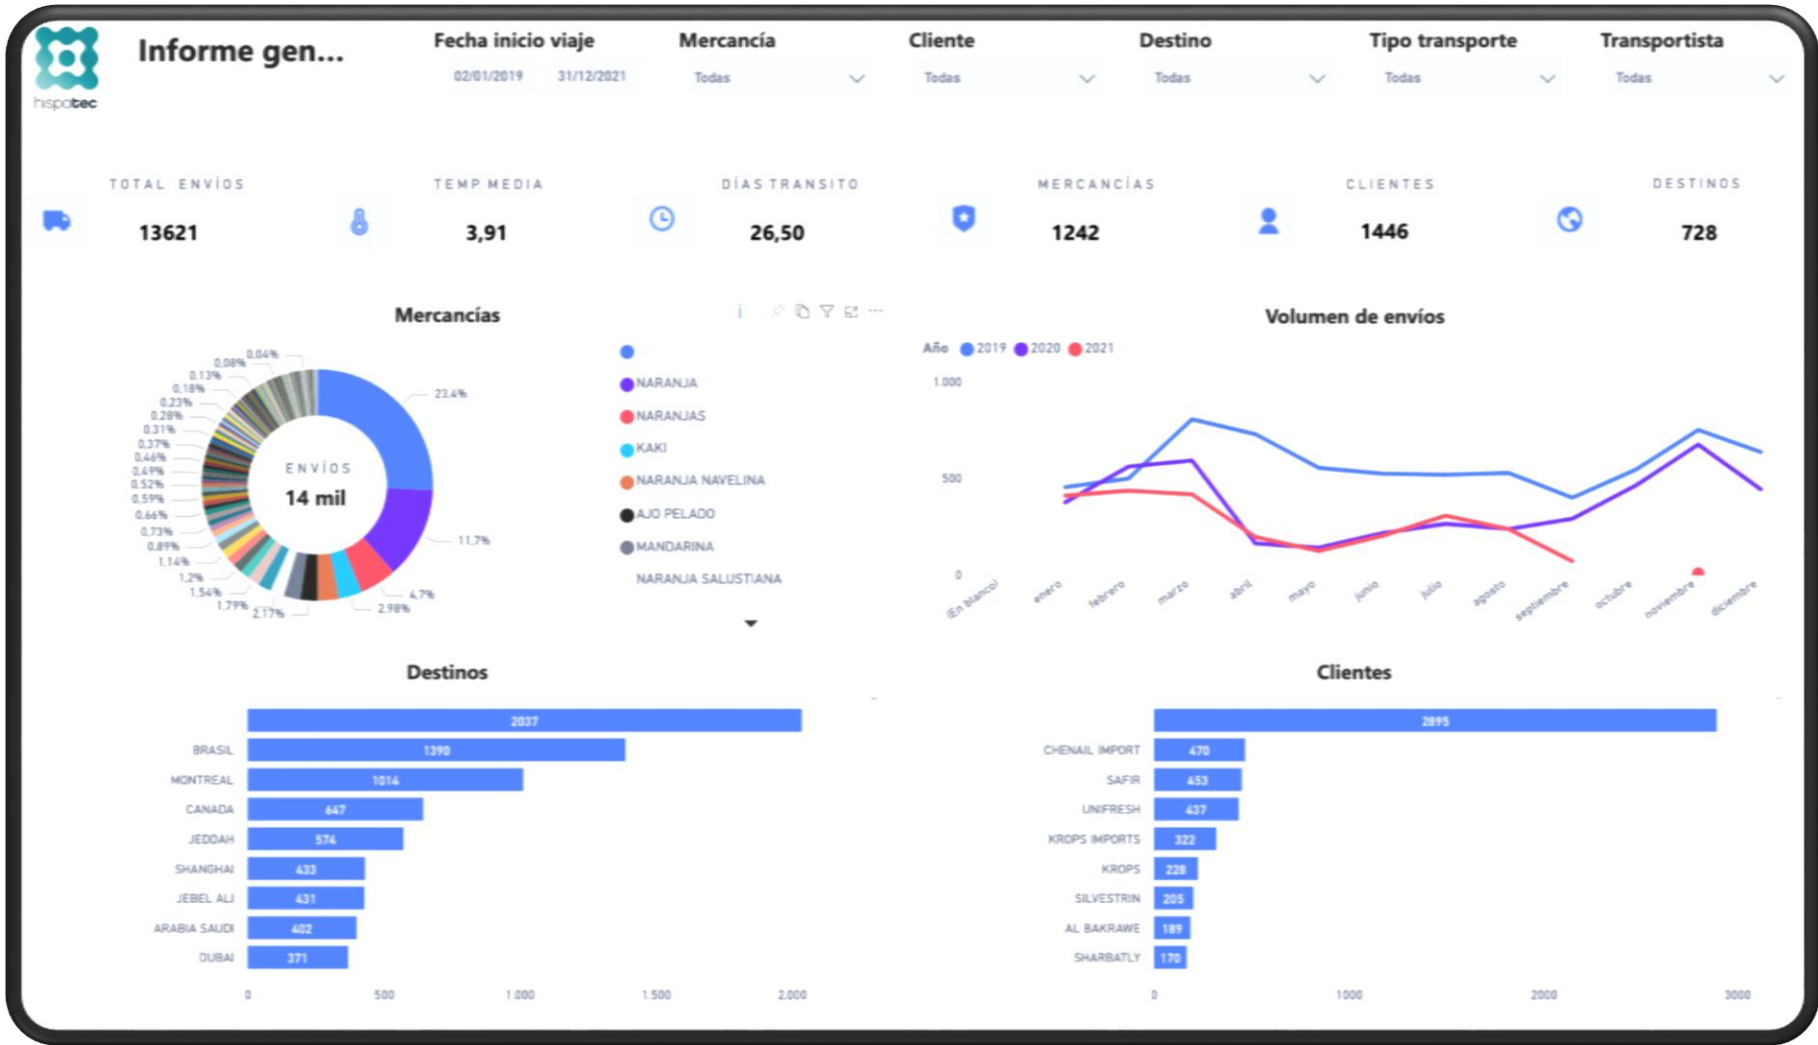 hispatec
Informe gen...
Fecha inicio viaje
02/01/2019 31/12/2021
Mercancía
Todas
Cliente
Todas
Destino
Todas
Tipo transporte
Todas
Transportista
Todas
TOTAL ENVÍOS
13621
TEMP. MEDIA
3,91
DÍAS TRANSITO
26,50
MERCANCÍAS
1242
CLIENTES
1446
DESTINOS
728
Mercancías
0,04%
0,08%
0,13%
0,18%
0,23%
0,28%
0,31%
0,37%
0,46%
0,49%
0,52%
0,59%
0,66%
0,73%
0,89%
1,14%
1,2%
1,54%
1,79%
2,17%
2,98%
4,7%
11,7%
23,4%
ENVÍOS
14 mil
NARANJA
NARANJAS
KAKI
NARANJA NAVELINA
AJO PELADO
MANDARINA
NARANJA SALUSTIANA
Volumen de envíos
Año 2019 2020 2021
1.000
500
0
(En blanco) enero febrero marzo abril mayo junio julio agosto septiembre octubre noviembre diciembre
Destinos
2037
BRASIL 1390
MONTREAL 1014
CANADA 647
JEDDAH 574
SHANGHAI 433
JEBEL ALI 431
ARABIA SAUDI 402
DUBAI 371
0 500 1.000 1.500 2.000
Clientes
2895
CHENAIL IMPORT 470
SAFIR 453
UNIFRESH 437
KROPS IMPORTS 322
KROPS 228
SILVESTRIN 205
AL BAKRAWE 189
SHARBATLY 170
0 1000 2000 3000